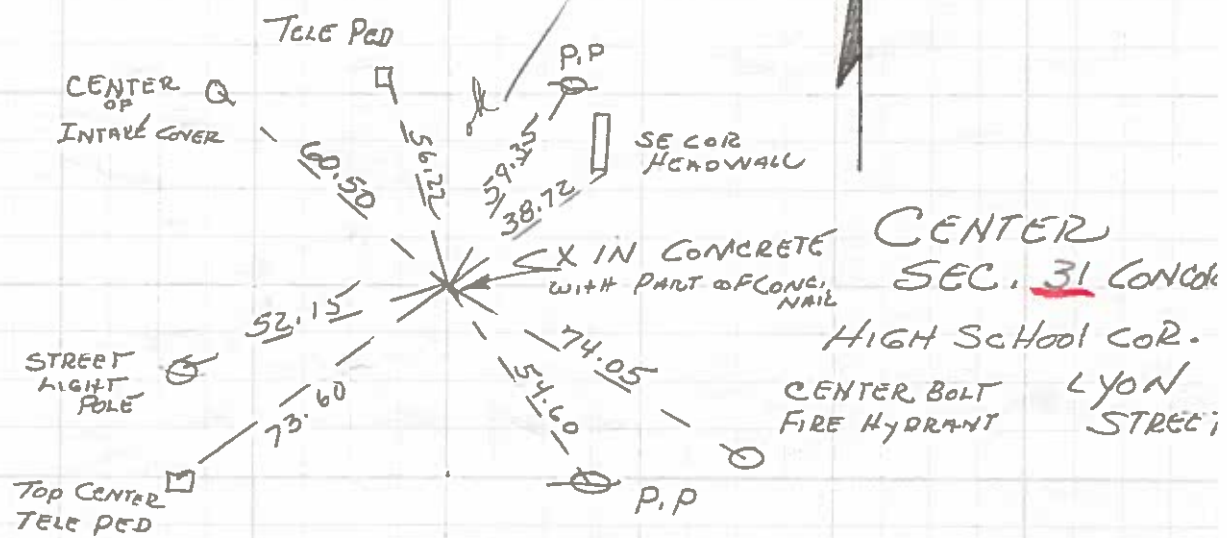 TELE PED
P.P
CENTER
OF
INTAKE COVER
60.50
56.22
59.35
38.72
SE COR
HEADWALL
X IN CONCRETE
WITH PART OF CONC.
NAIL
CENTER
SEC. 31
HIGH SCHOOL COR.
LYON
STREET
52.15
STREET
LIGHT
POLE
73.60
54.60
74.05
CENTER BOLT
FIRE HYDRANT
TOP CENTER
TELE PED
P.P